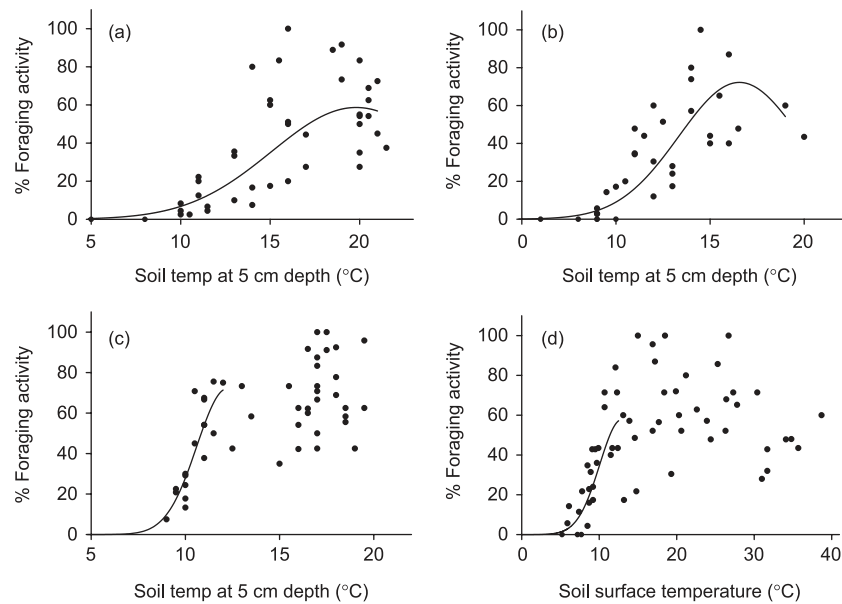 (a)
% Foraging activity
100
80
60
40
20
0
5 10 15 20
Soil temp at 5 cm depth (°C)
(b)
% Foraging activity
100
80
60
40
20
0
0 10 15 20
Soil temp at 5 cm depth (°C)
(c)
% Foraging activity
100
80
60
40
20
0
5 10 15 20
Soil temp at 5 cm depth (°C)
(d)
% Foraging activity
100
80
60
40
20
0
0 10 20 30 40
Soil surface temperature (°C)